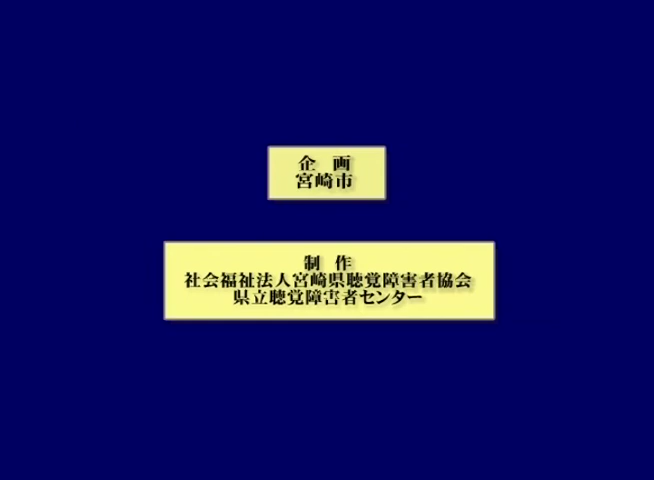 企　画
宮崎市
制　作
社会福祉法人宮崎県聴覚障害者協会
県立聴覚障害者センター